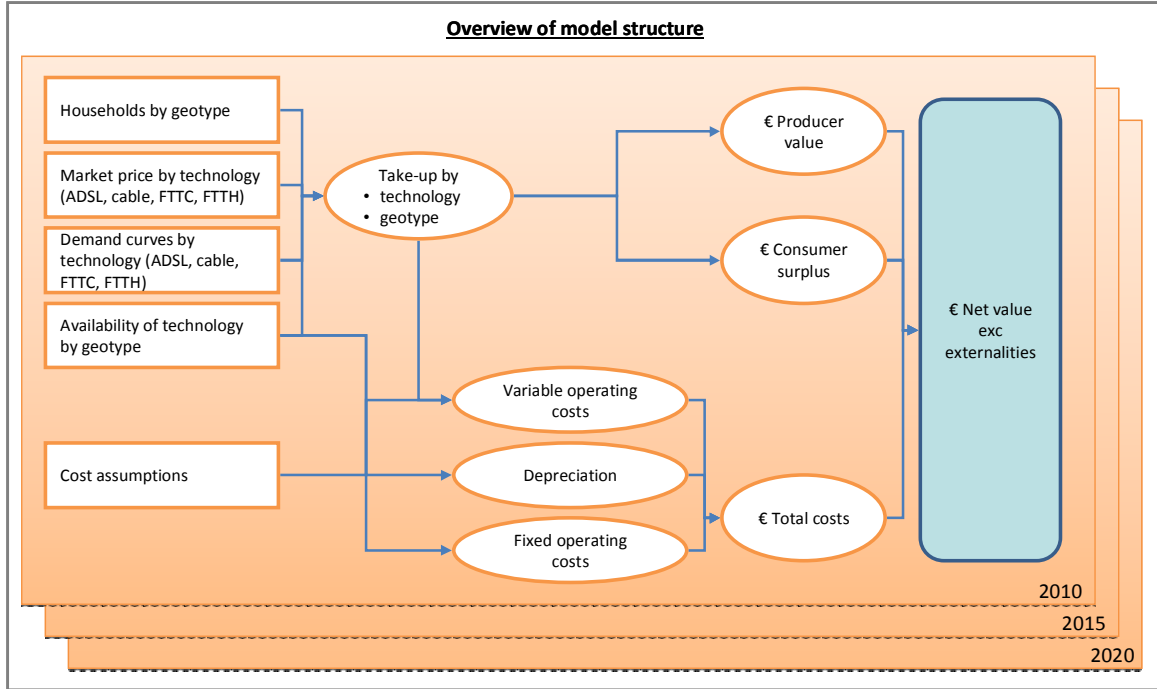 Overview of model structure
Households by geotype
Market price by technology
(ADSL, cable, FTTC, FTTH)
Demand curves by
technology (ADSL, cable,
FTTC, FTTH)
Availability of technology
by geotype
Cost assumptions
Take-up by
• technology
• geotype
Variable operating
costs
Depreciation
Fixed operating
costs
€ Producer
value
€ Consumer
surplus
€ Total costs
€ Net value
exc
externalities
2010
2015
2020